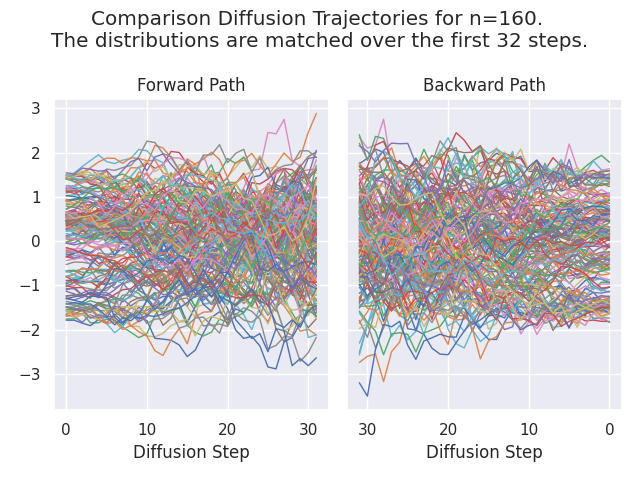 Comparison Diffusion Trajectories for n=160.
The distributions are matched over the first 32 steps.
Forward Path
Backward Path
3
2
1
0
−1
−2
−3
0 10 20 30
30 20 10 0
Diffusion Step
Diffusion Step